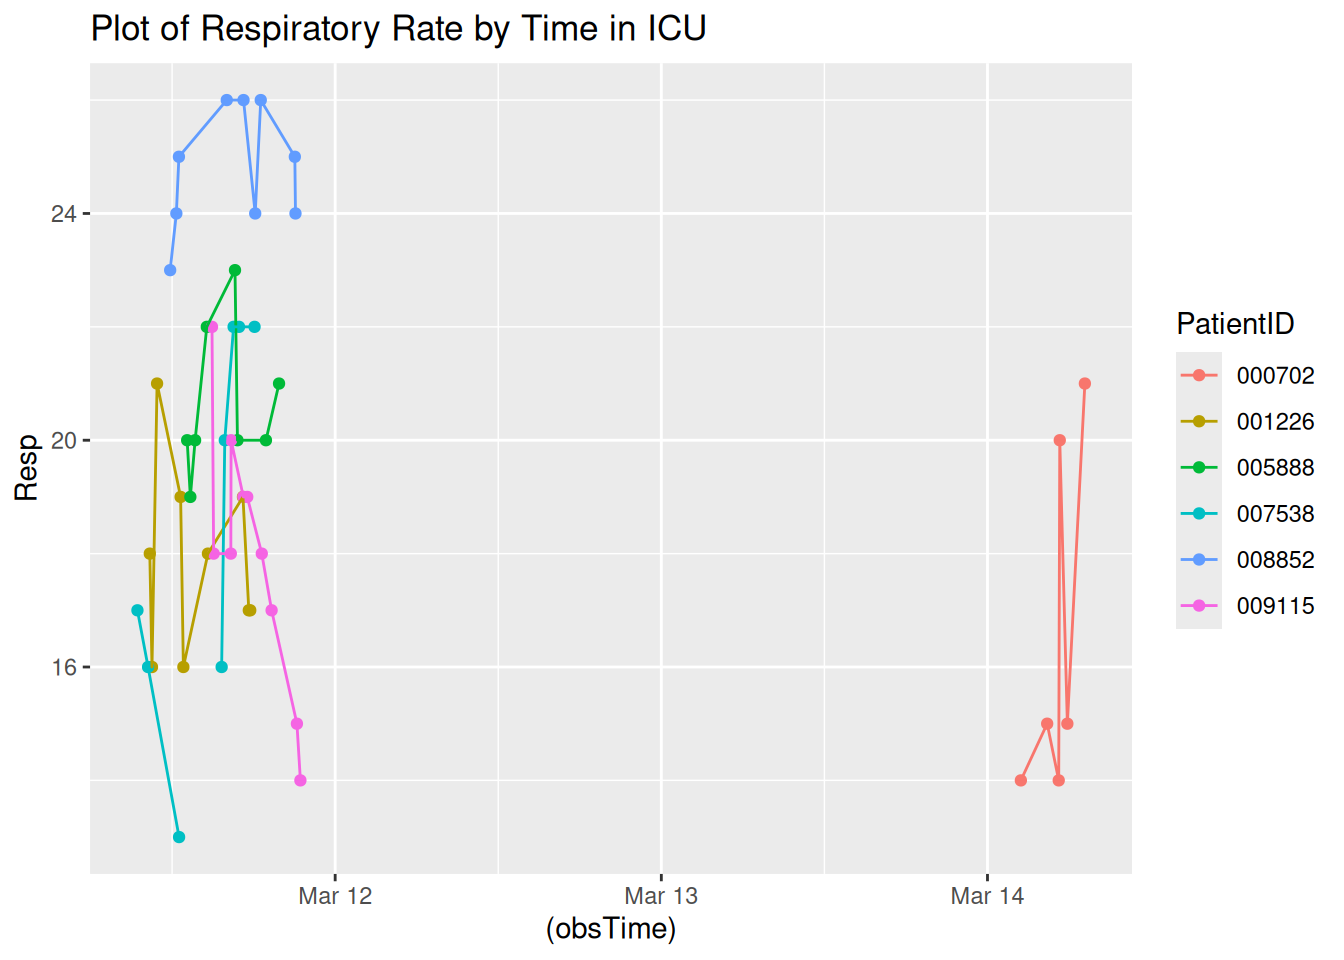 Plot of Respiratory Rate by Time in ICU
24
20
16
Resp
Mar 12
Mar 13
Mar 14
(obsTime)
PatientID
000702
001226
005888
007538
008852
009115